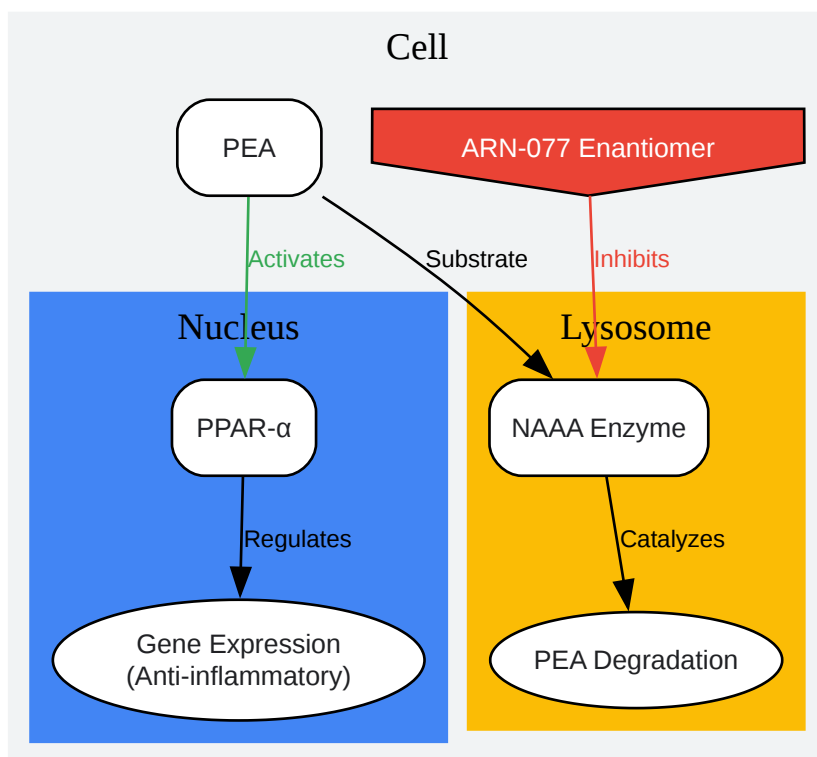 Cell
PEA
ARN-077 Enantiomer
Activates
Substrate
Inhibits
Nucleus
Lysosome
PPAR-α
NAAA Enzyme
Regulates
Catalyzes
Gene Expression
(Anti-inflammatory)
PEA Degradation